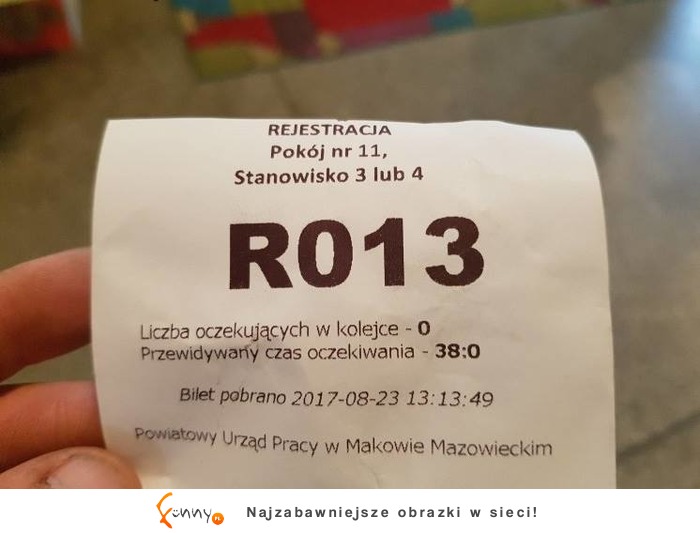 REJESTRACJA
Pokój nr 11,
Stanowisko 3 lub 4
R013
Liczba oczekujących w kolejce - 0
Przewidywany czas oczekiwania - 38:0
Bilet pobrano 2017-08-23 13:13:49
Powiatowy Urząd Pracy w Makowie Mazowieckim
Funny.PL Najzabawniejsze obrazki w sieci!